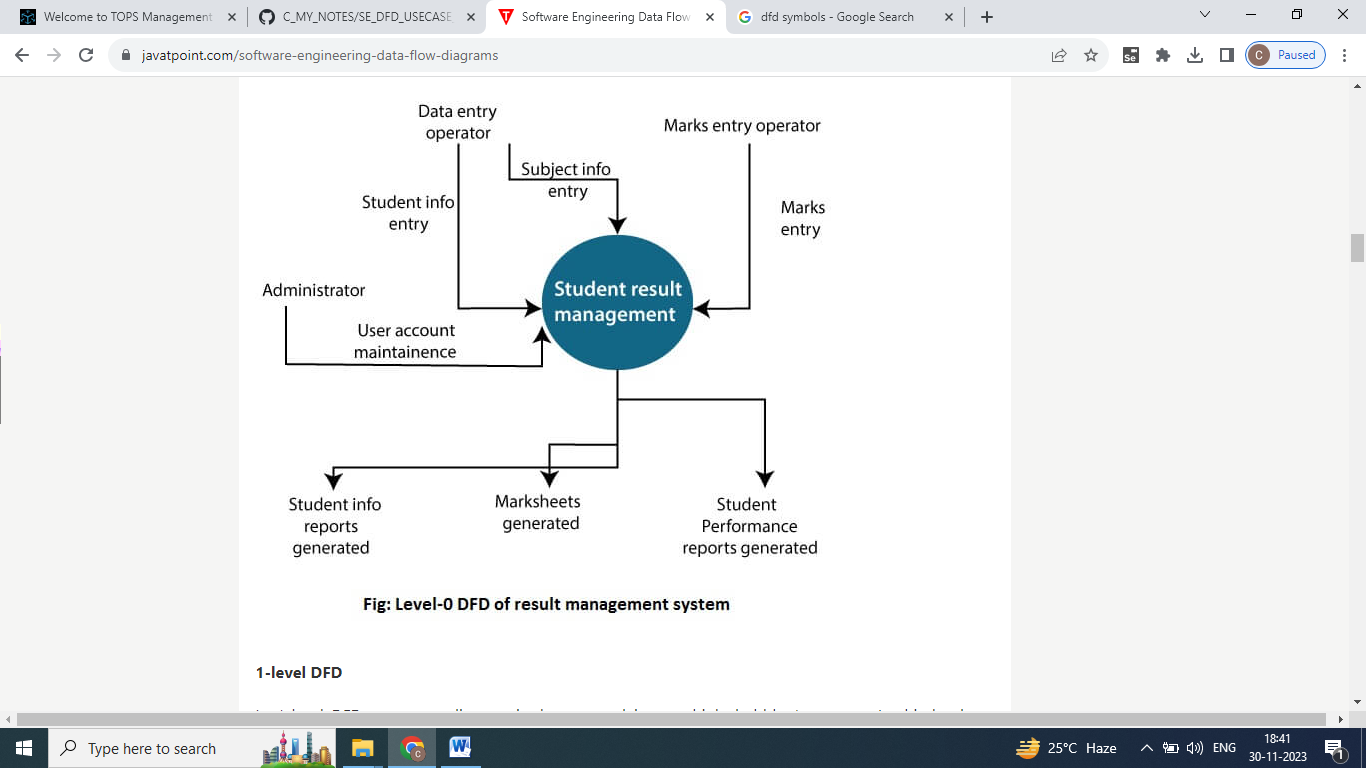 Welcome to TOPS Management
C_MY_NOTES/SE_DFD_USECASE_
Software Engineering Data Flow
dfd symbols - Google Search
javatpoint.com/software-engineering-data-flow-diagrams
Se
C
Paused
Data entry
operator
Marks entry operator
Subject info
entry
Student info
entry
Marks
entry
Administrator
Student result
management
User account
maintainence
Student info
reports
generated
Marksheets
generated
Student
Performance
reports generated
Fig: Level-0 DFD of result management system
1-level DFD
Type here to search
25°C Haze
ENG
18:41
30-11-2023
1